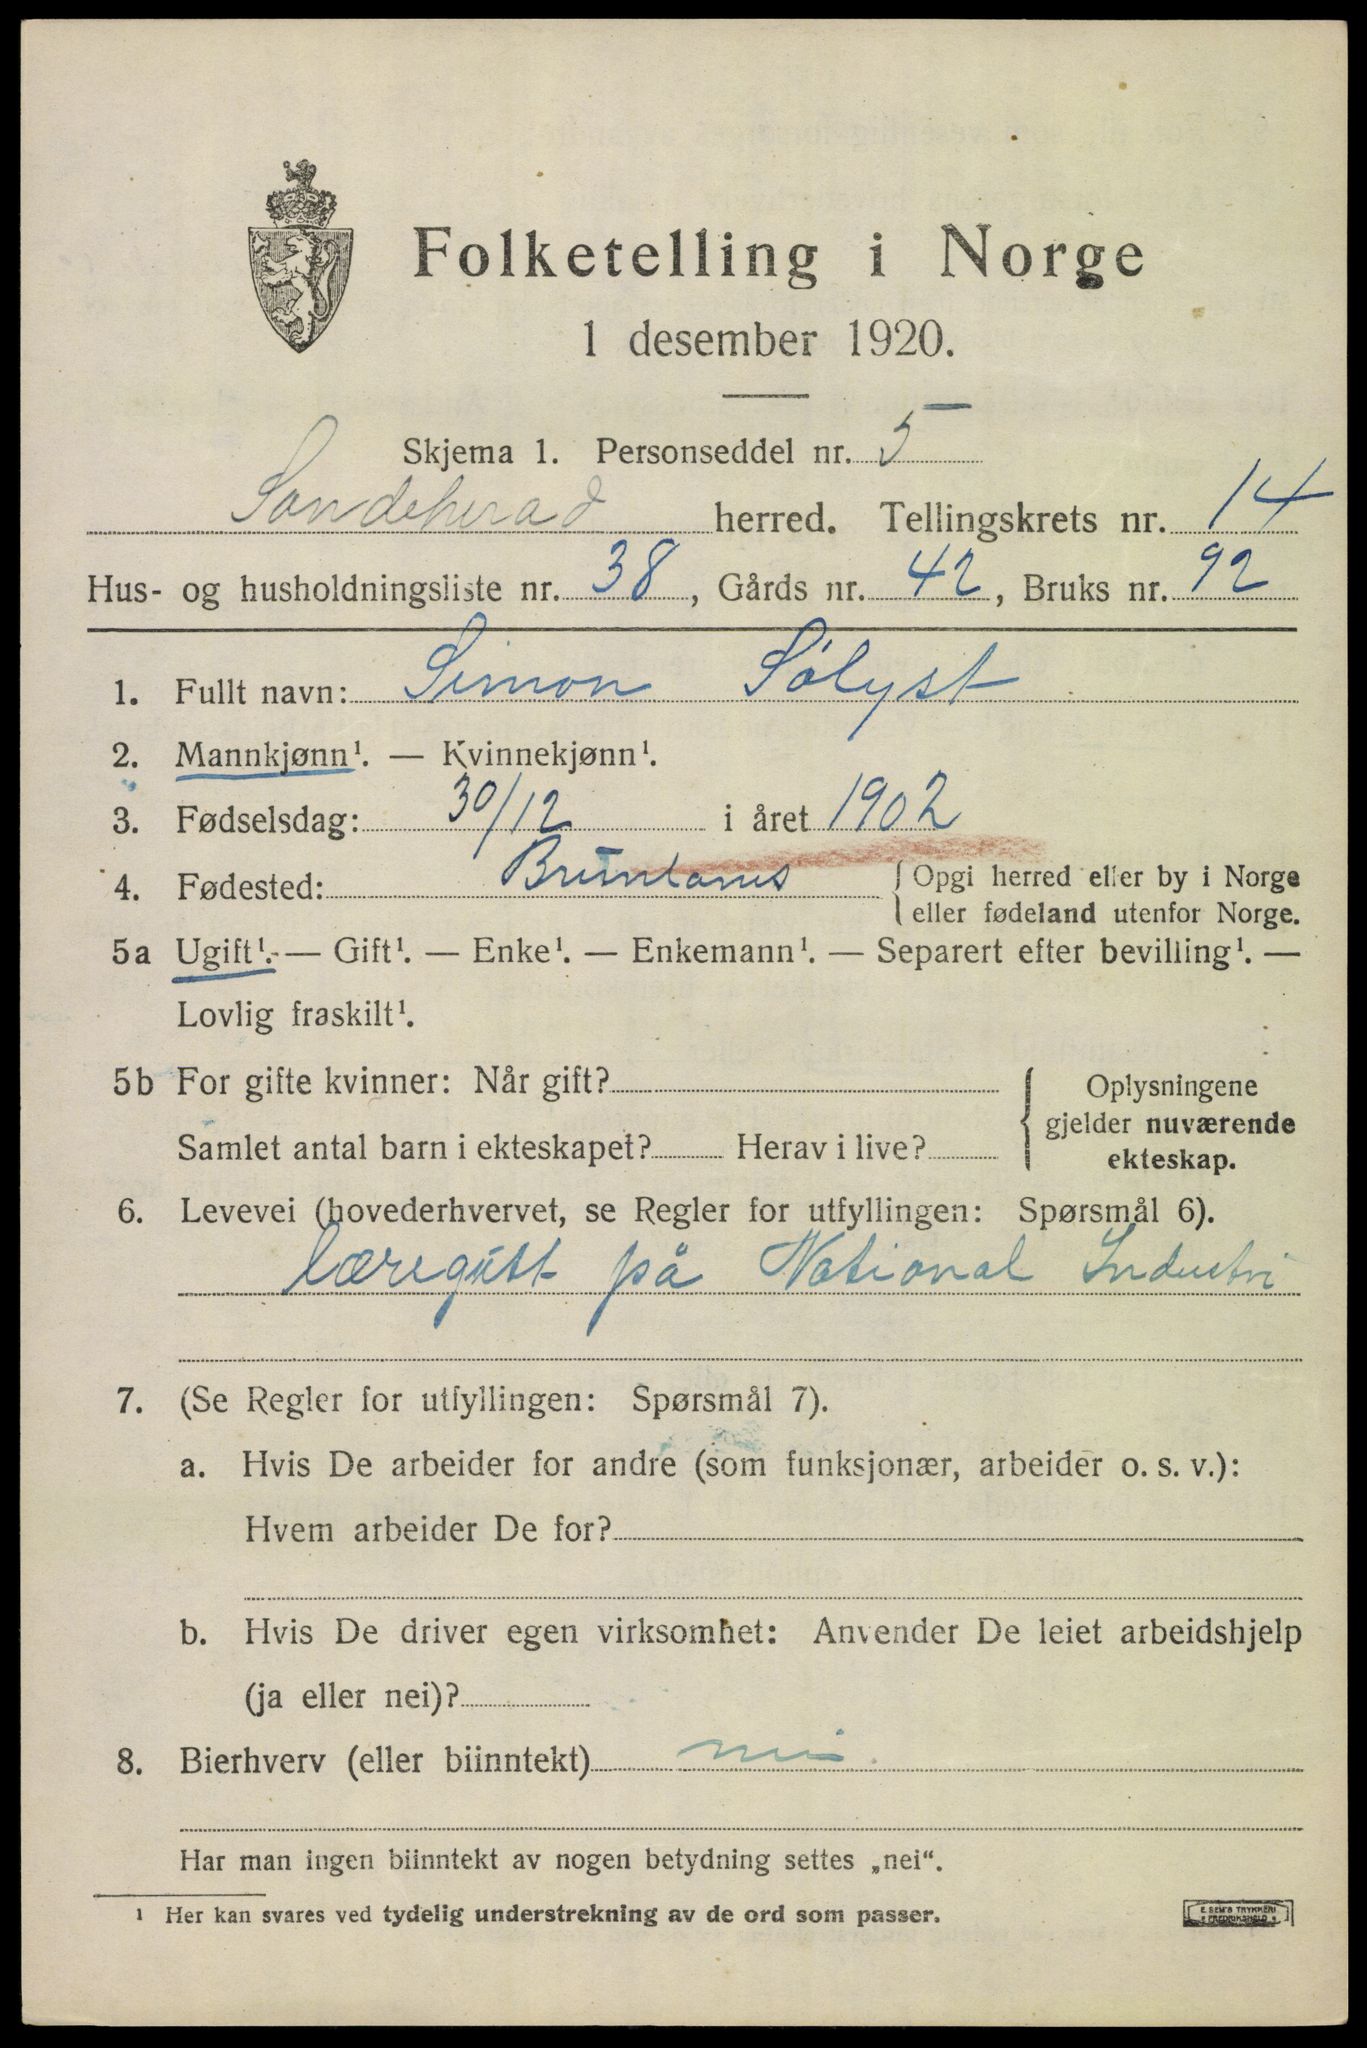 Folketelling i Norge
1 desember 1920.
Skjema 1. Personseddel nr. 5
Sandeherad herred. Tellingskrets nr. 14
Hus- og husholdningsliste nr. 38, Gårds nr. 42, Bruks nr. 92
1. Fullt navn: Simon Sólyst
2. Mannkjønn¹. — Kvinnekjønn¹.
3. Fødselsdag: 30/12 i året 1902
4. Fødested: Brunlanes {Opgi herred eller by i Norge
eller fødeland utenfor Norge.
5a Ugift¹. — Gift¹. — Enke¹. — Enkemann¹. — Separert efter bevilling¹. —
Lovlig fraskilt¹.
5b For gifte kvinner: Når gift?
Samlet antal barn i ekteskapet? Herav i live?
{ Oplysningene
gjelder nuværende
ekteskap.
6. Levevei (hovederhvervet, se Regler for utfyllingen: Spørsmål 6).
læregutt på National Industri
7. (Se Regler for utfyllingen: Spørsmål 7).
a. Hvis De arbeider for andre (som funksjonær, arbeider o. s. v.):
Hvem arbeider De for?
b. Hvis De driver egen virksomhet: Anvender De leiet arbeidshjelp
(ja eller nei)?
8. Bierhverv (eller biinntekt) nei
Har man ingen biinntekt av nogen betydning settes „nei“.
¹ Her kan svares ved tydelig understrekning av de ord som passer.
E. SEM'S TRYKKERI
FREDRIKSHALD